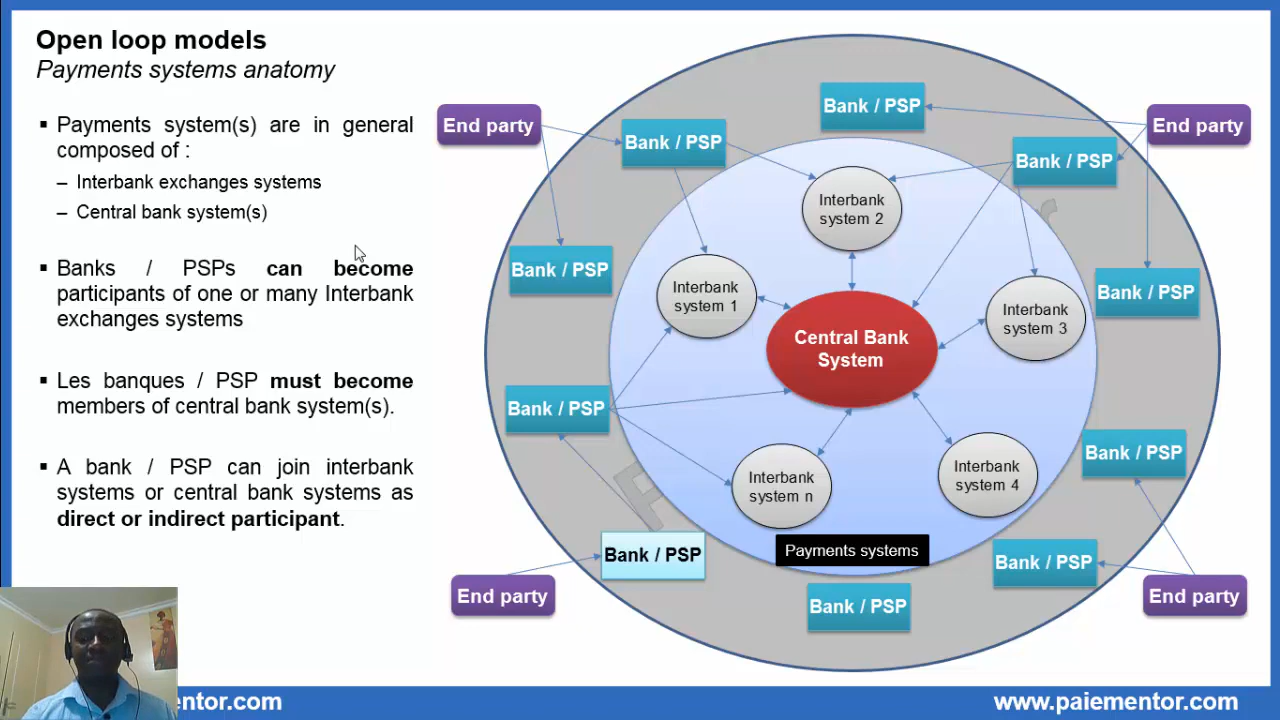 Open loop models
Payments systems anatomy
▪ Payments system(s) are in general
composed of :
– Interbank exchanges systems
– Central bank system(s)
▪ Banks / PSPs can become
participants of one or many Interbank
exchanges systems
▪ Les banques / PSP must become
members of central bank system(s).
▪ A bank / PSP can join interbank
systems or central bank systems as
direct or indirect participant.
End party
Bank / PSP
Bank / PSP
End party
Bank / PSP
Bank / PSP
Interbank
system 2
Bank / PSP
Interbank
system 1
Interbank
system 3
Bank / PSP
Central Bank
System
Bank / PSP
Bank / PSP
Interbank
system n
Interbank
system 4
Payments systems
Bank / PSP
Bank / PSP
Bank / PSP
End party
End party
ntor.com
www.paiementor.com